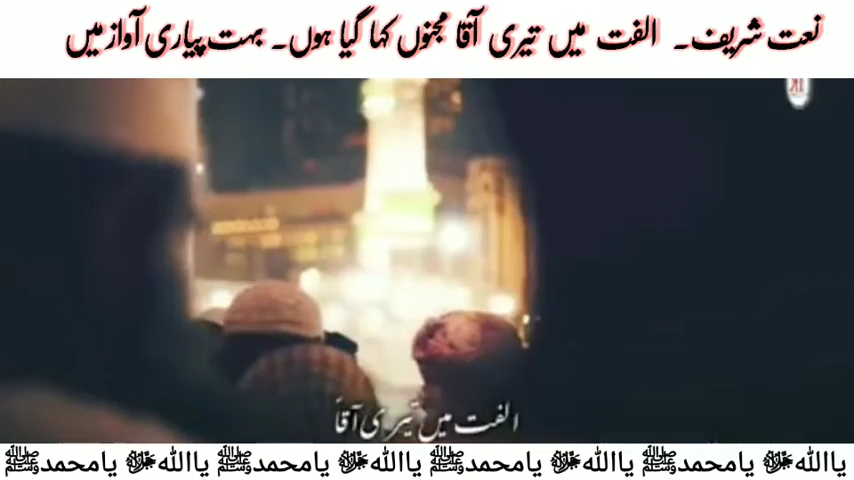 نعت شریف۔ الفت میں تیری آقا مجنوں کہا گیا ہوں۔ بہت پیاری آواز میں
الفت میں تیری آقا
یااللہ ﷻ یامحمد ﷺ یااللہ ﷻ یامحمد ﷺ یااللہ ﷻ یامحمد ﷺ یااللہ ﷻ یامحمد ﷺ